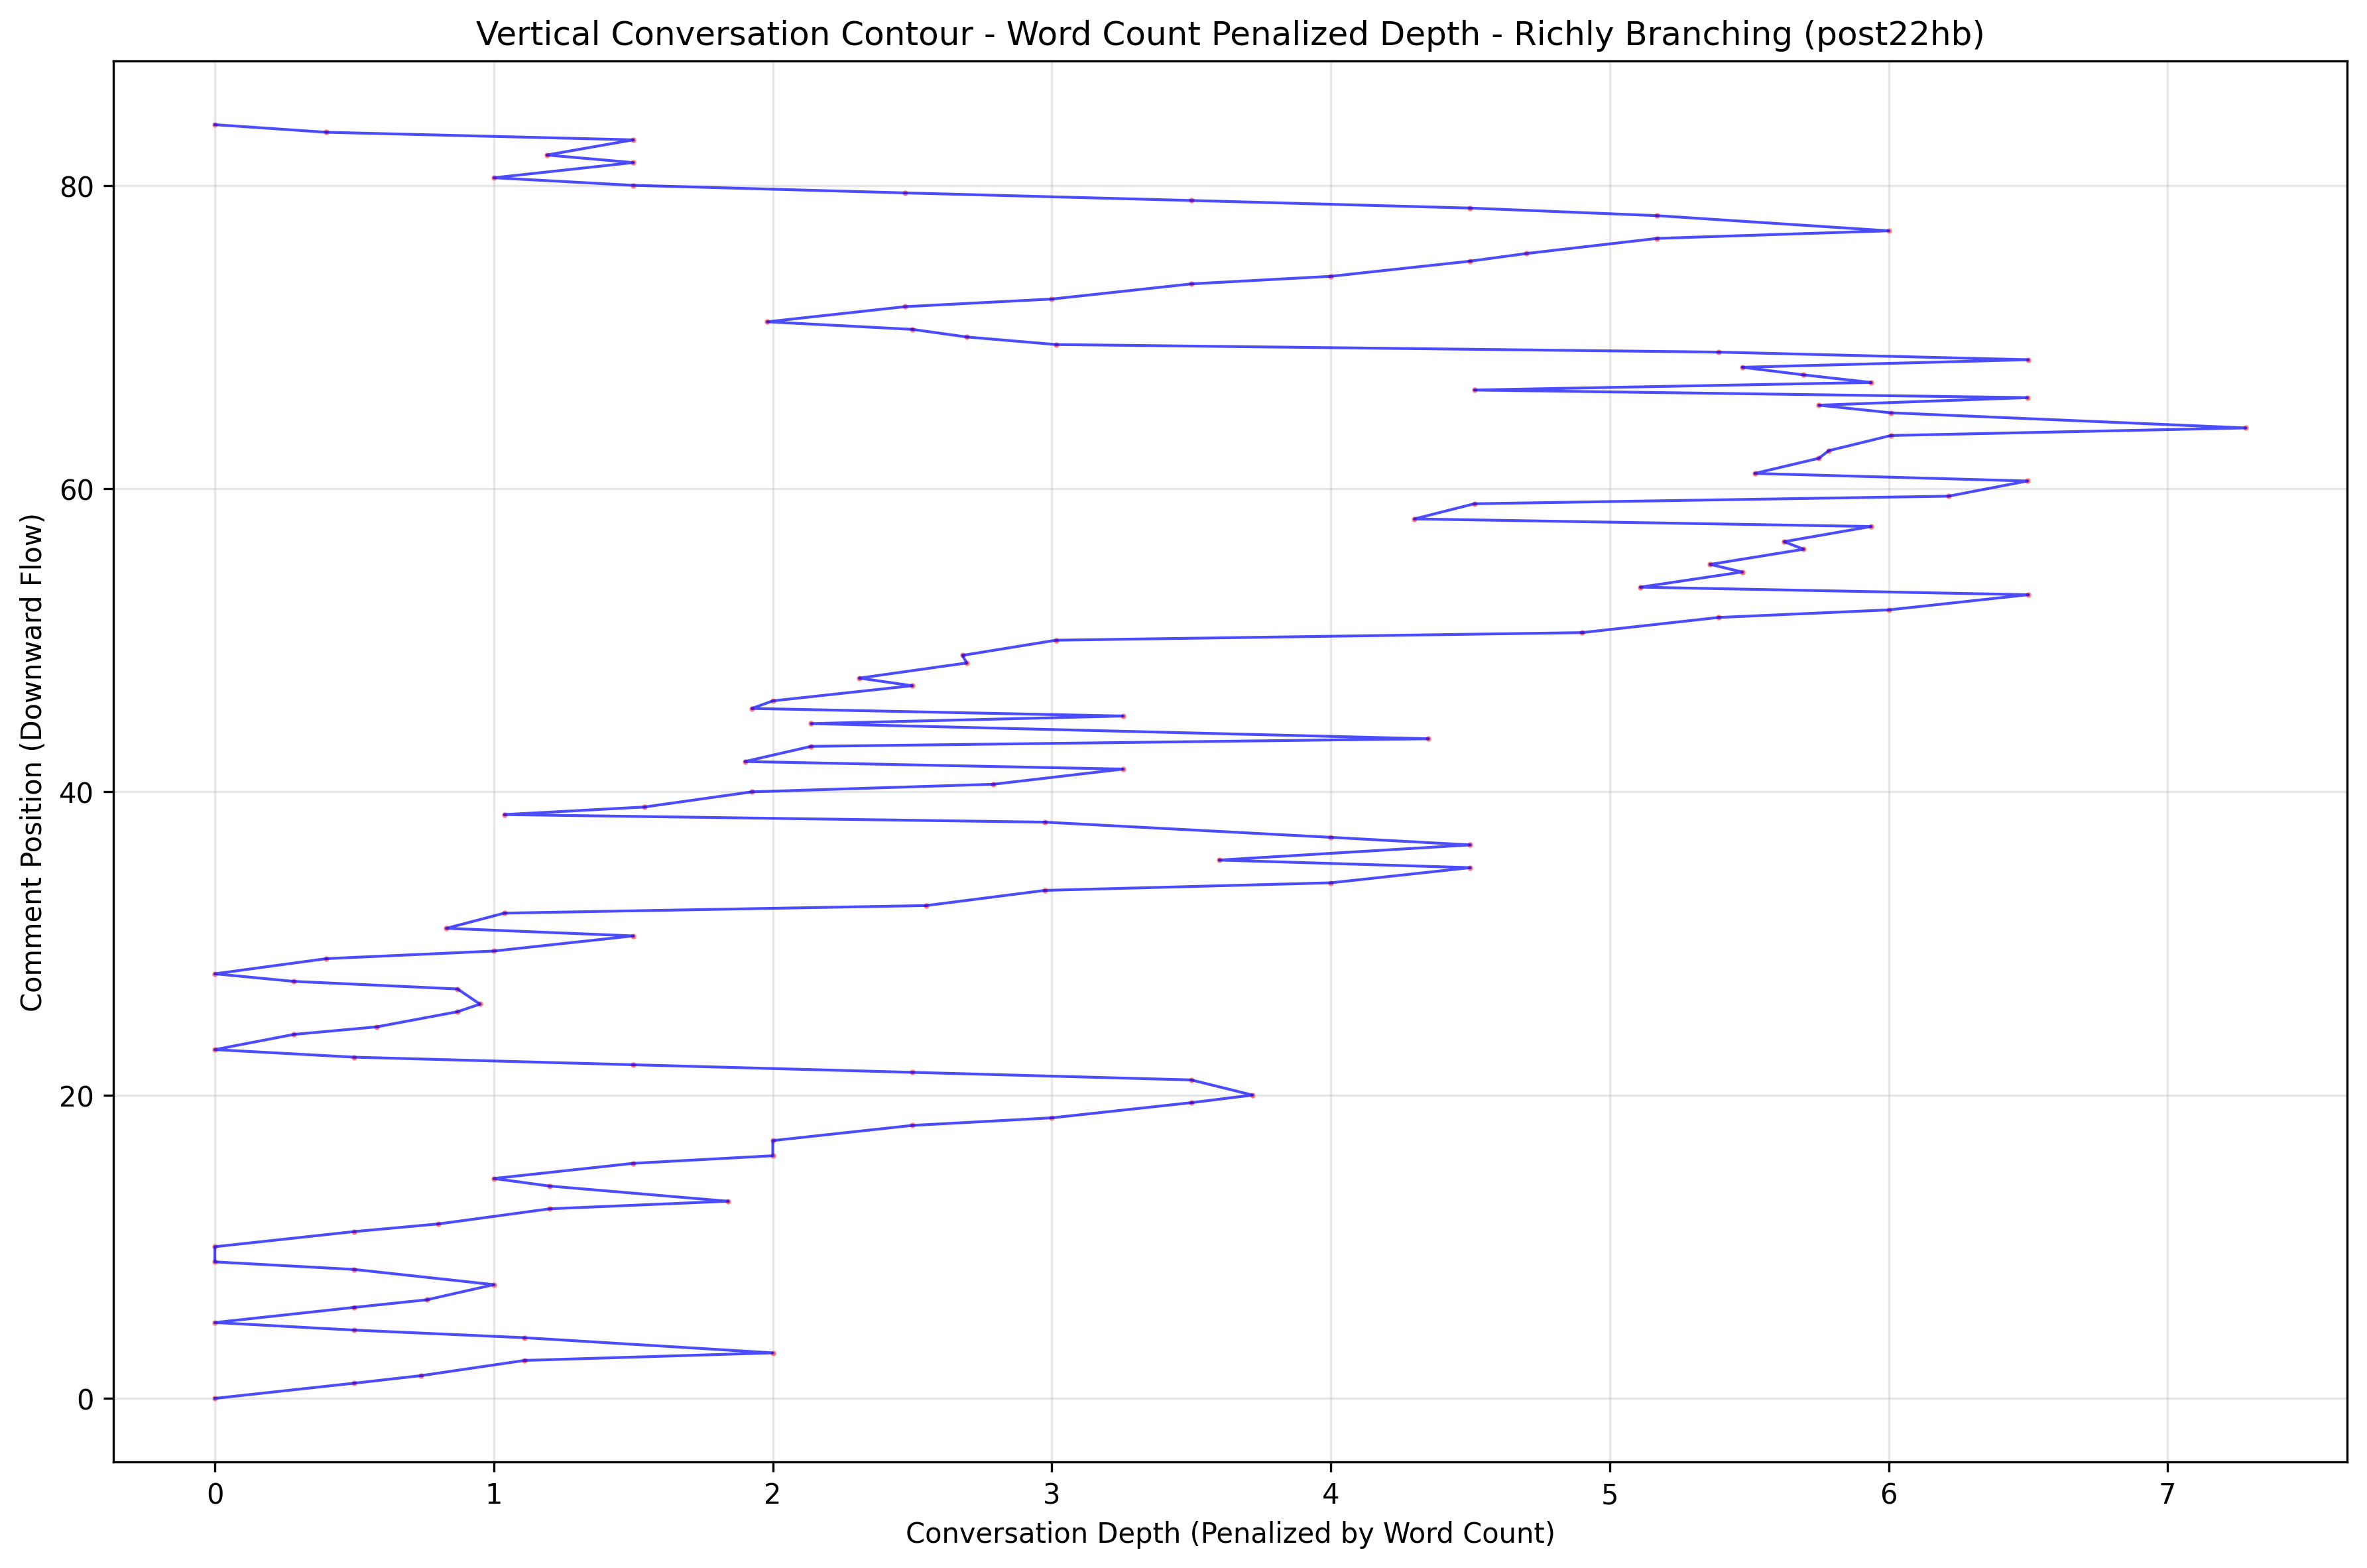 Vertical Conversation Contour - Word Count Penalized Depth - Richly Branching (post22hb)
Comment Position (Downward Flow)
80
60
40
20
0
0 1 2 3 4 5 6 7
Conversation Depth (Penalized by Word Count)